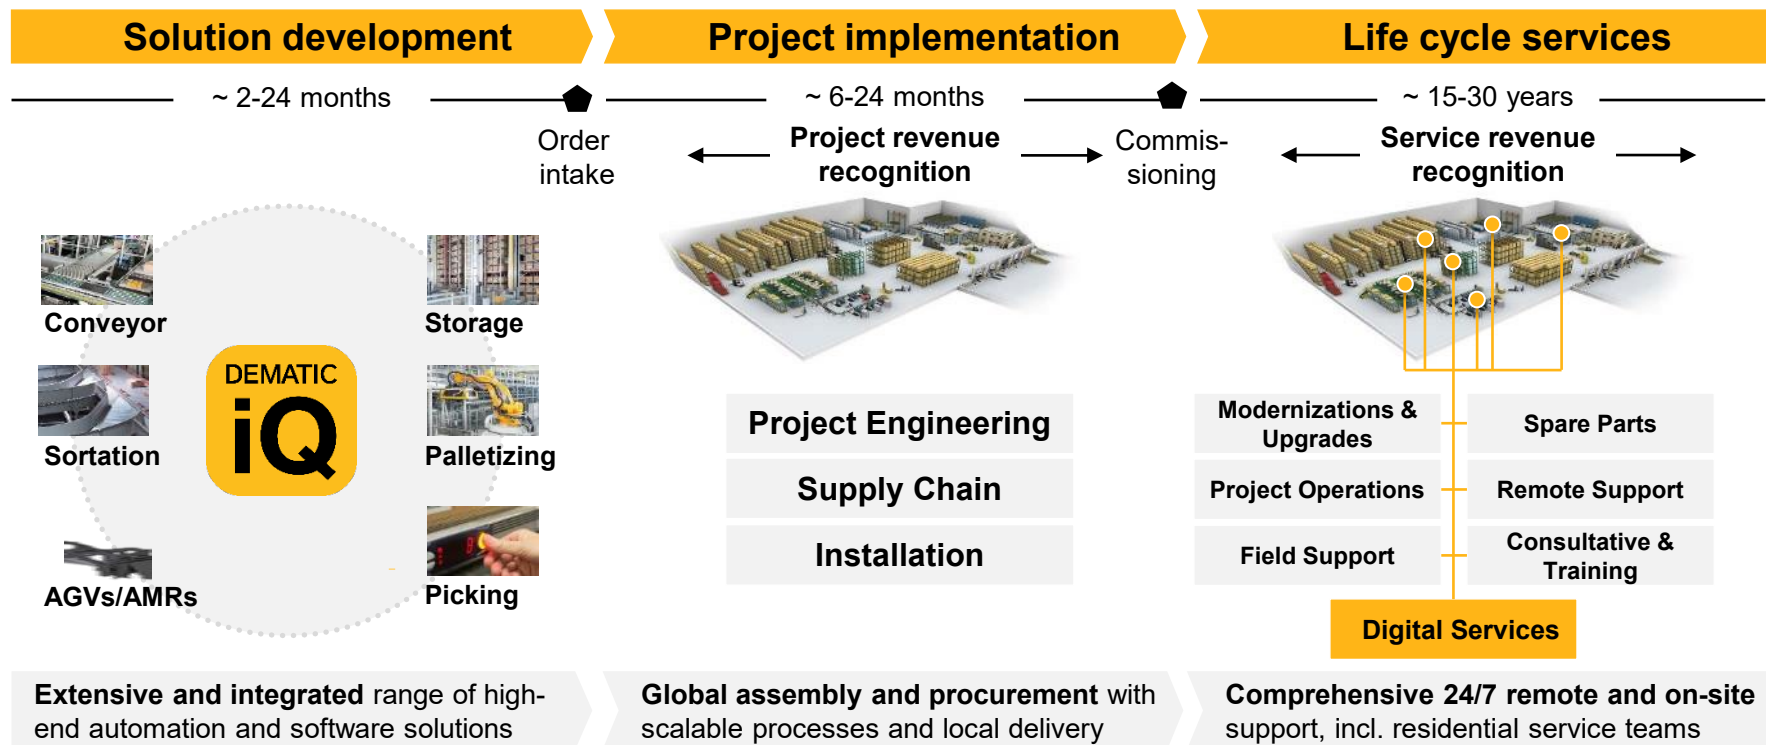 Solution development
Project implementation
Life cycle services
~ 2-24 months
~ 6-24 months
~ 15-30 years
Order
intake
Project revenue
recognition
Commis-
sioning
Service revenue
recognition
Conveyor
Storage
Sortation
Palletizing
AGVs/AMRs
Picking
DEMATIC
iQ
Project Engineering
Supply Chain
Installation
Modernizations &
Upgrades
Spare Parts
Project Operations
Remote Support
Field Support
Consultative &
Training
Digital Services
Extensive and integrated range of high-
end automation and software solutions
Global assembly and procurement with
scalable processes and local delivery
Comprehensive 24/7 remote and on-site
support, incl. residential service teams